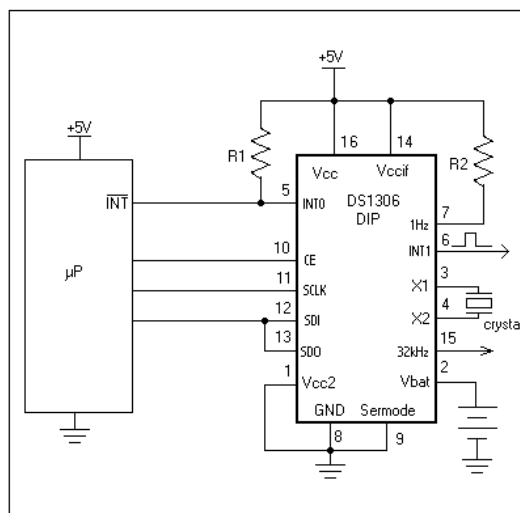 +5V
+5V
R1
16
14
R2
Vcc
Vccif
INT
5
INT0
DS1306
DIP
7
1Hz
6
INT1
10
CE
µP
11
SCLK
3
X1
12
SDI
4
X2
crysta
13
SDO
15
32kHz
1
Vcc2
2
Vbat
GND
Sermode
8
9